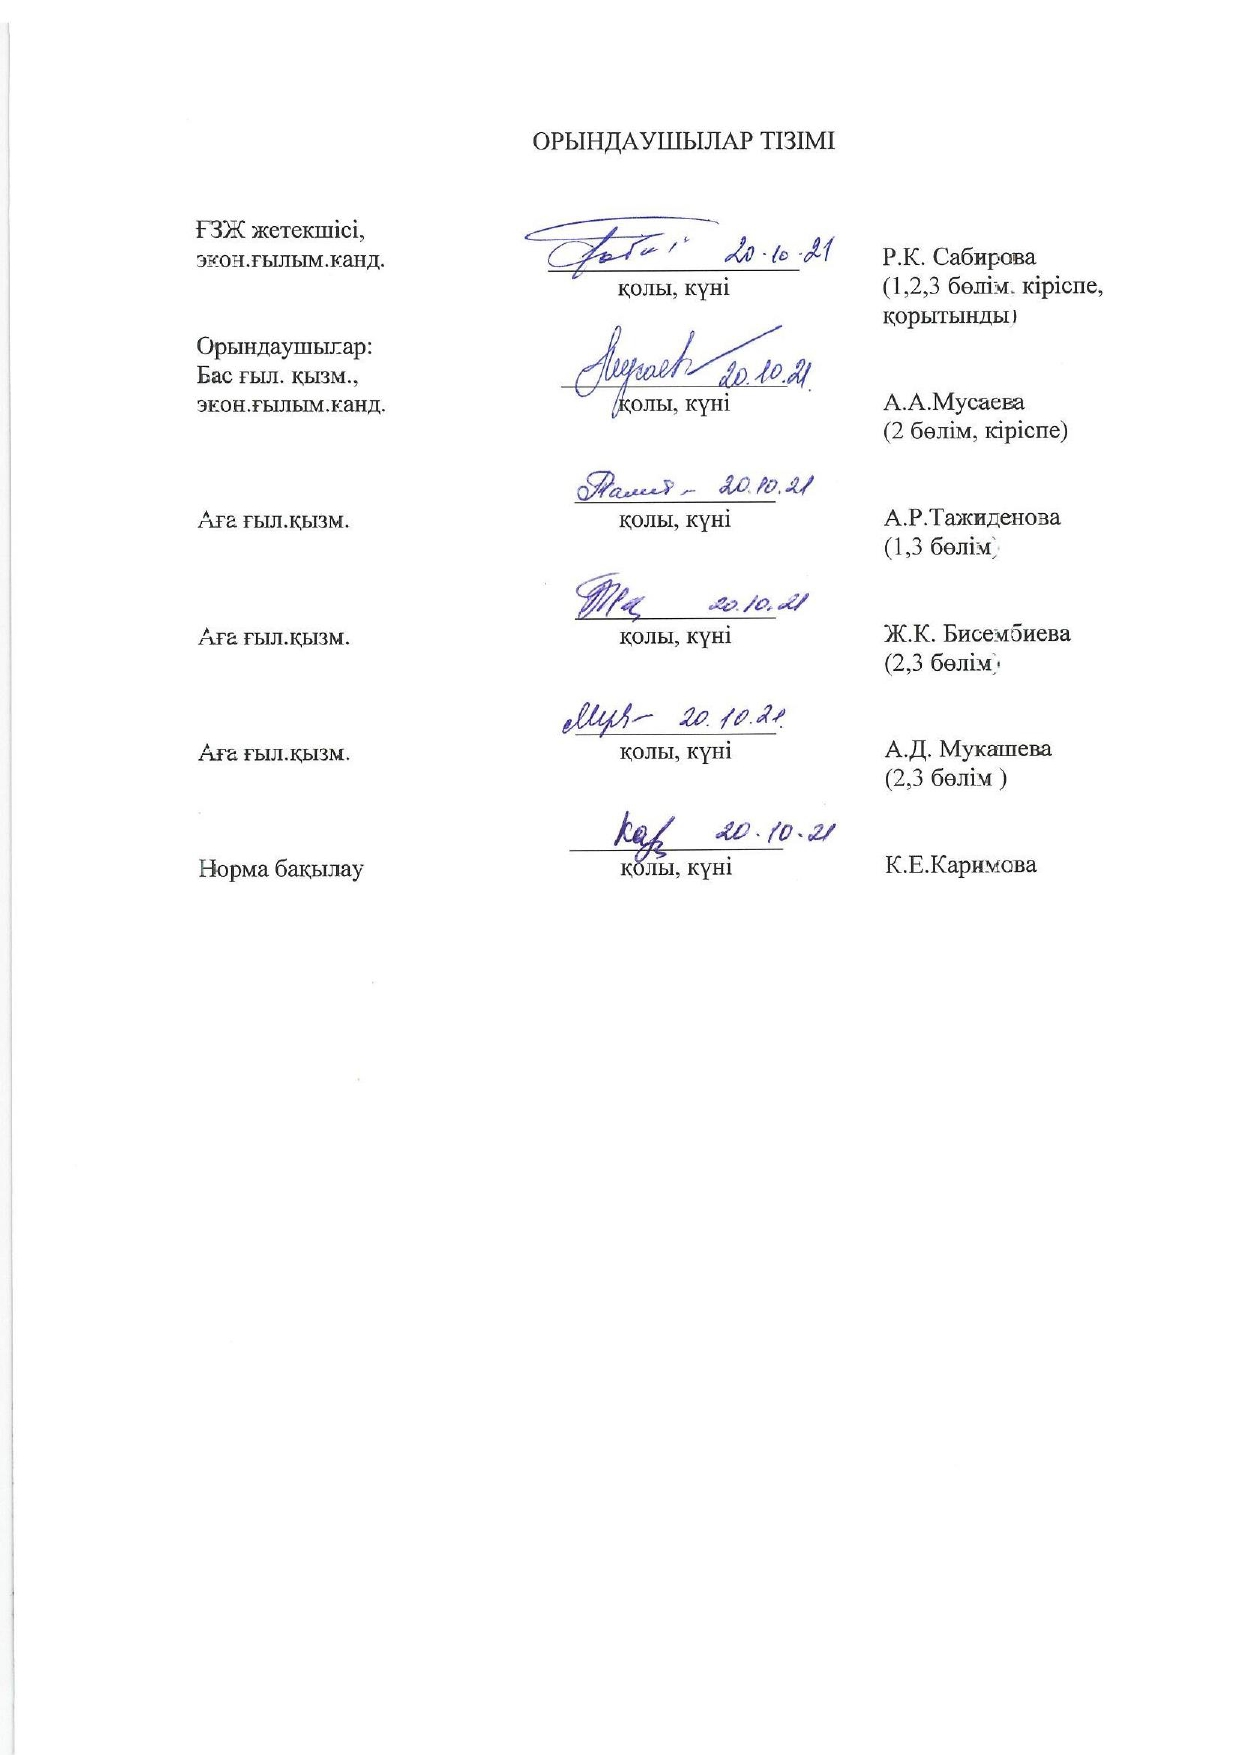 ОРЫНДАУШЫЛАР ТІЗІМІ
ҒЗЖ жетекшісі,
экон.ғылым.канд.
20.10.21
қолы, күні
Р.К. Сабирова
(1,2,3 бөлім, кіріспе,
қорытынды)
Орындаушылар:
Бас ғыл. қызм.,
экон.ғылым.канд.
20.10.21
қолы, күні
А.А.Мусаева
(2 бөлім, кіріспе)
20.10.21
Аға ғыл.қызм.
қолы, күні
А.Р.Тажиденова
(1,3 бөлім)
20.10.21
Аға ғыл.қызм.
қолы, күні
Ж.К. Бисембиева
(2,3 бөлім)
20.10.21
Аға ғыл.қызм.
қолы, күні
А.Д. Мукашева
(2,3 бөлім )
20.10.21
Норма бақылау
қолы, күні
К.Е.Каримова